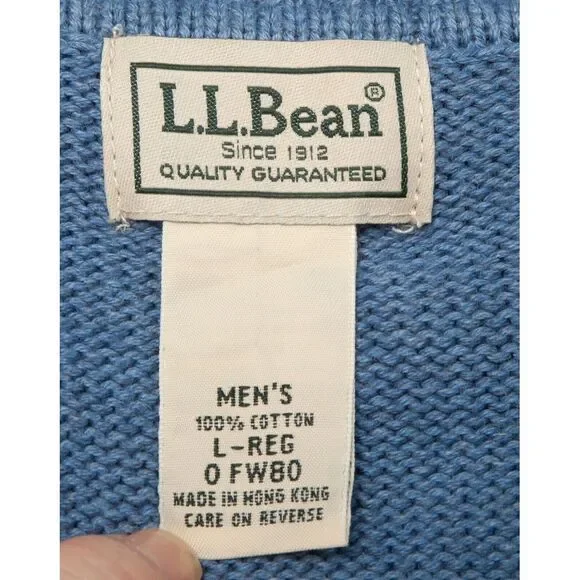 L.L.Bean®
Since 1912
QUALITY GUARANTEED
MEN'S
100% COTTON
L-REG
0 FW80
MADE IN HONG KONG
CARE ON REVERSE